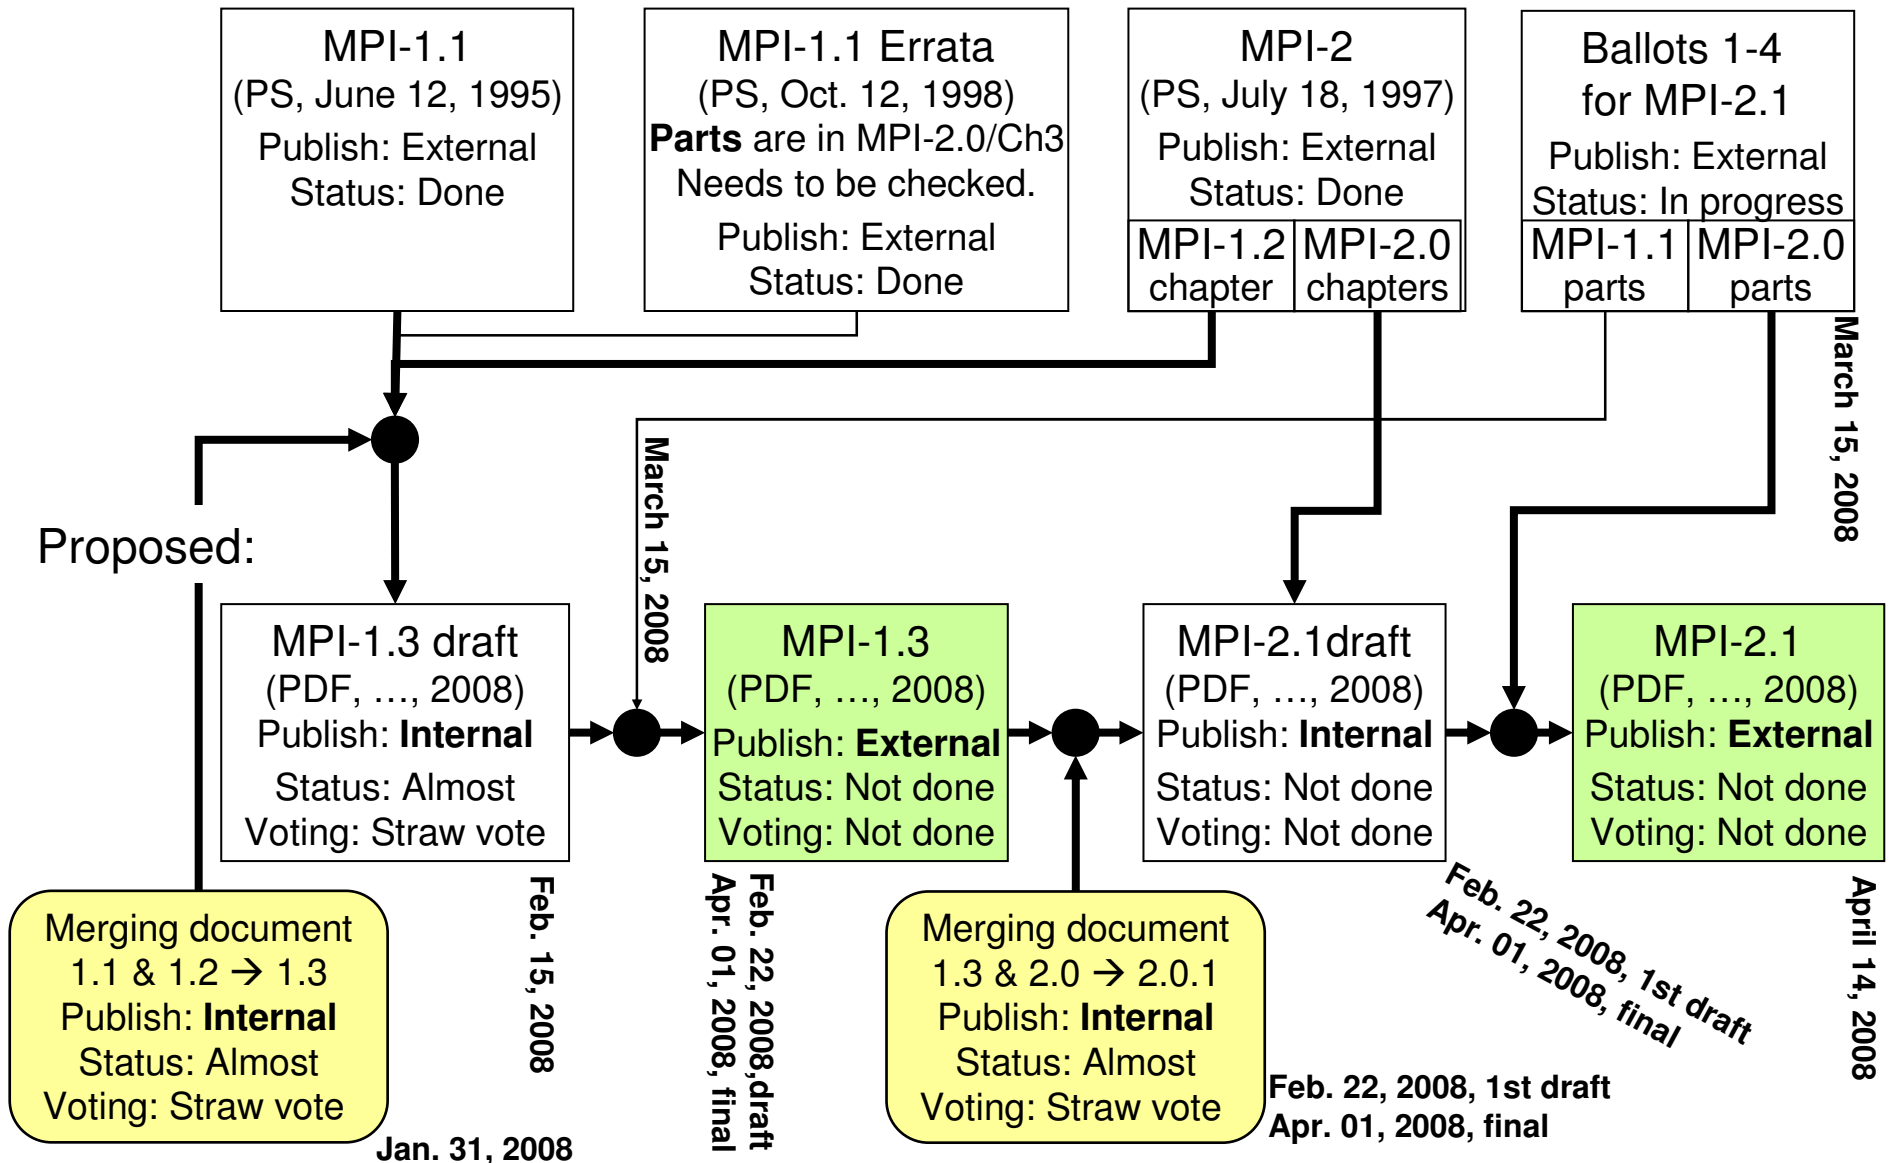 MPI-1.1
(PS, June 12, 1995)
Publish: External
Status: Done
MPI-1.1 Errata
(PS, Oct. 12, 1998)
Parts are in MPI-2.0/Ch3
Needs to be checked.
Publish: External
Status: Done
MPI-2
(PS, July 18, 1997)
Publish: External
Status: Done
MPI-1.2
chapter
MPI-2.0
chapters
Ballots 1-4
for MPI-2.1
Publish: External
Status: In progress
MPI-1.1
parts
MPI-2.0
parts
March 15, 2008
March 15, 2008
Proposed:
MPI-1.3 draft
(PDF, …, 2008)
Publish: Internal
Status: Almost
Voting: Straw vote
MPI-1.3
(PDF, …, 2008)
Publish: External
Status: Not done
Voting: Not done
MPI-2.1draft
(PDF, …, 2008)
Publish: Internal
Status: Not done
Voting: Not done
MPI-2.1
(PDF, …, 2008)
Publish: External
Status: Not done
Voting: Not done
Merging document
1.1 & 1.2 → 1.3
Publish: Internal
Status: Almost
Voting: Straw vote
Jan. 31, 2008
Feb. 15, 2008
Feb. 22, 2008,draft
Apr. 01, 2008, final
Merging document
1.3 & 2.0 → 2.0.1
Publish: Internal
Status: Almost
Voting: Straw vote
Feb. 22, 2008, 1st draft
Apr. 01, 2008, final
Feb. 22, 2008, 1st draft
Apr. 01, 2008, final
April 14, 2008